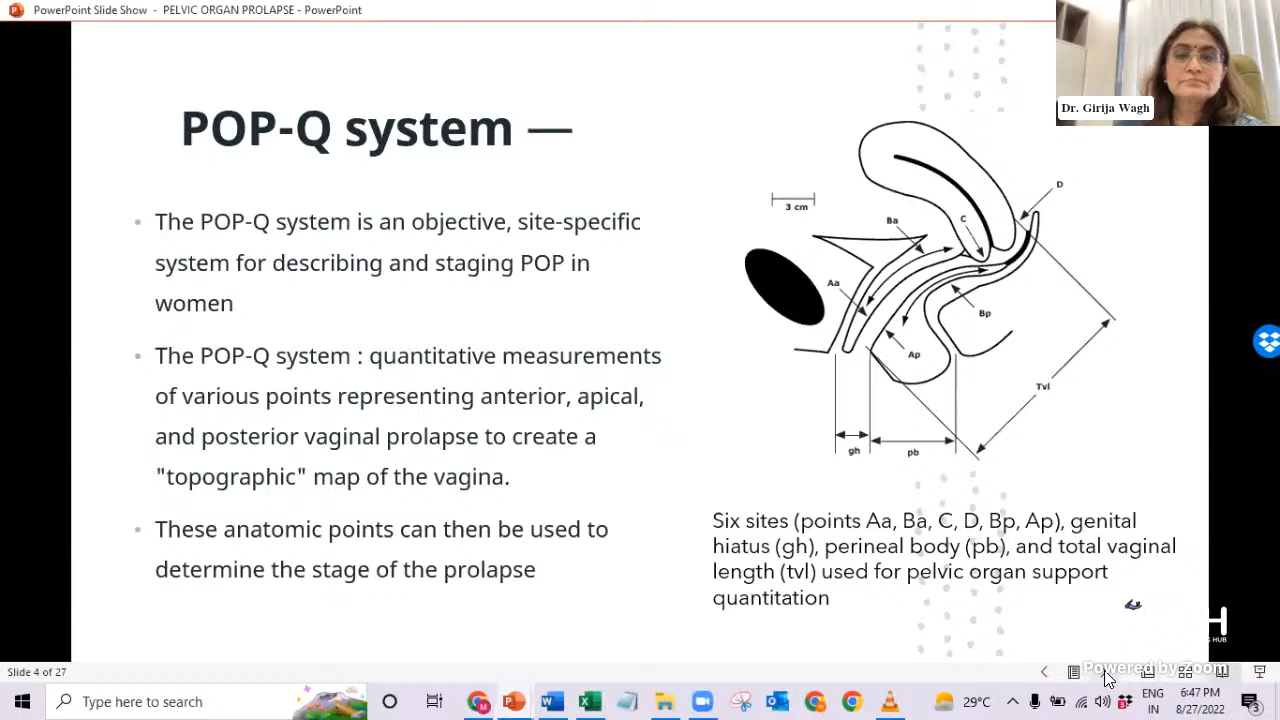 PowerPoint Slide Show - PELVIC ORGAN PROLAPSE - PowerPoint
Dr. Girija Wagh
POP-Q system —
The POP-Q system is an objective, site-specific
system for describing and staging POP in
women
The POP-Q system : quantitative measurements
of various points representing anterior, apical,
and posterior vaginal prolapse to create a
"topographic" map of the vagina.
These anatomic points can then be used to
determine the stage of the prolapse
3 cm
D
Ba
C
Aa
Bp
Ap
Tvl
gh
pb
Six sites (points Aa, Ba, C, D, Bp, Ap), genital
hiatus (gh), perineal body (pb), and total vaginal
length (tvl) used for pelvic organ support
quantitation
H
HUB
Powered by Zoom
Slide 4 of 27
Type here to search
29°C
ENG
IN
6:47 PM
8/27/2022
3